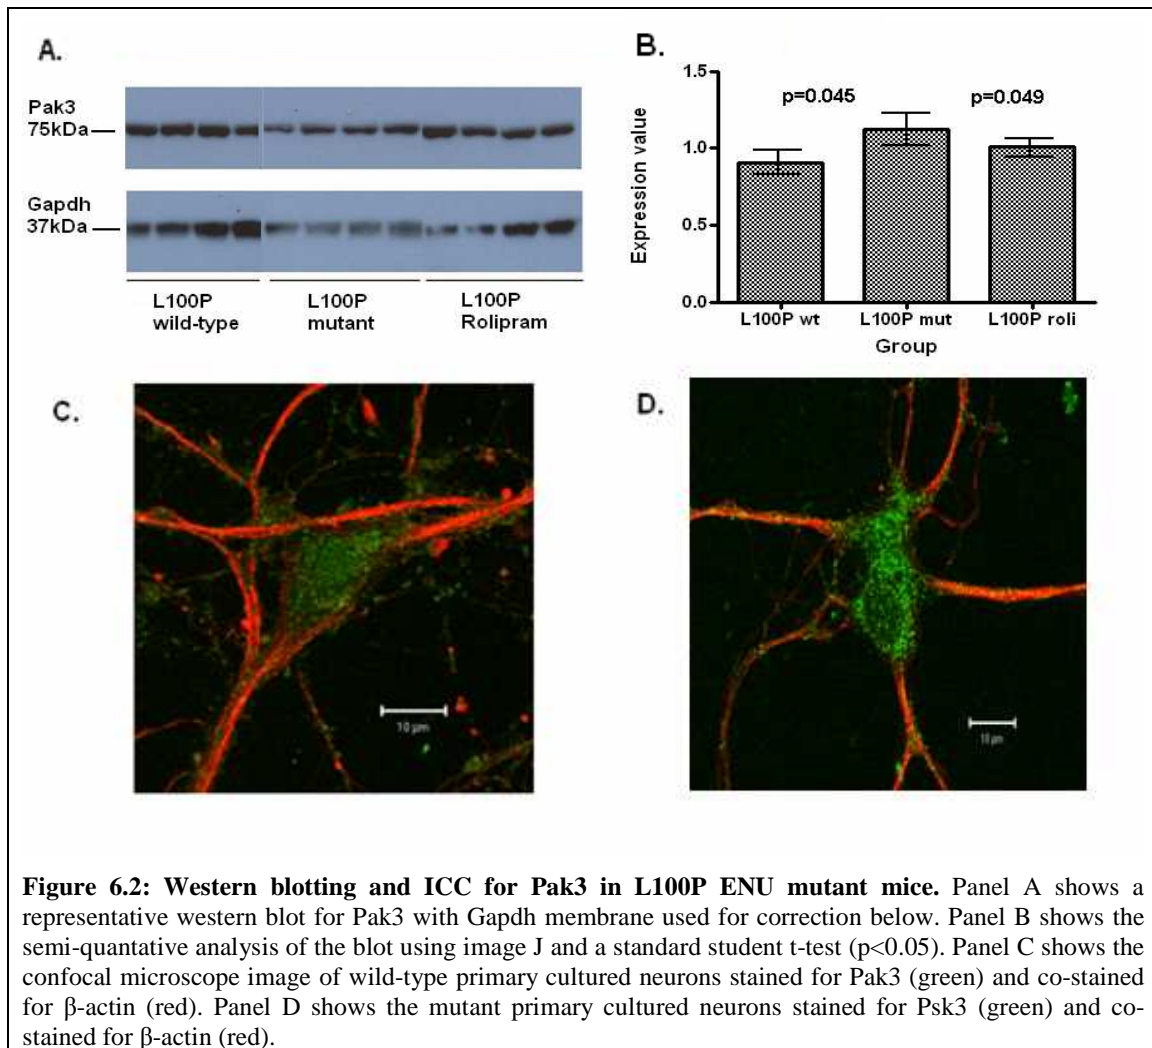 A.
Pak3
75kDa
Gapdh
37kDa
L100P
wild-type
L100P
mutant
L100P
Rolipram
B.
1.5
1.0
0.5
0.0
Expression value
p=0.045
p=0.049
L100P wt
L100P mut
L100P roli
Group
C.
10 µm
D.
10 µm
Figure 6.2: Western blotting and ICC for Pak3 in L100P ENU mutant mice. Panel A shows a
representative western blot for Pak3 with Gapdh membrane used for correction below. Panel B shows the
semi-quantative analysis of the blot using image J and a standard student t-test (p<0.05). Panel C shows the
confocal microscope image of wild-type primary cultured neurons stained for Pak3 (green) and co-stained
for β-actin (red). Panel D shows the mutant primary cultured neurons stained for Psk3 (green) and co-
stained for β-actin (red).